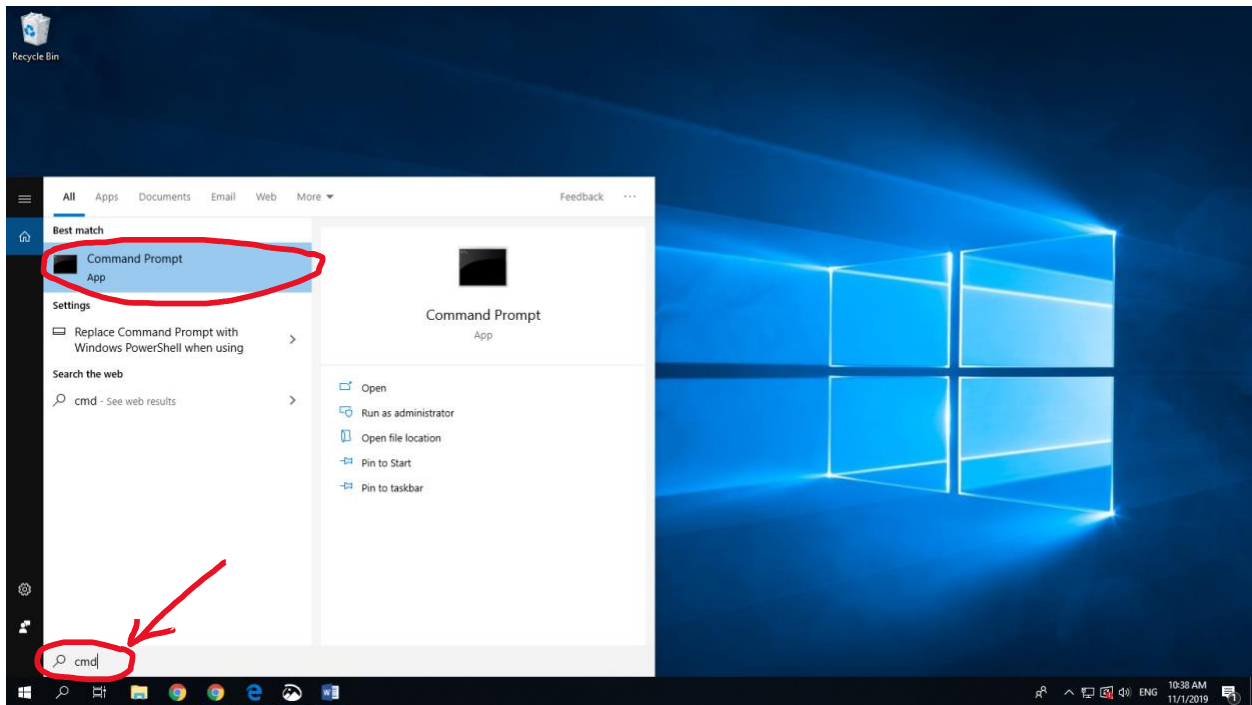 Recycle Bin
All Apps Documents Email Web More Feedback ...
Best match
Command Prompt
App
Settings
Replace Command Prompt with
Windows PowerShell when using
Search the web
cmd - See web results
Command Prompt
App
Open
Run as administrator
Open file location
Pin to Start
Pin to taskbar
cmd
ENG
10:38 AM
11/1/2019
1